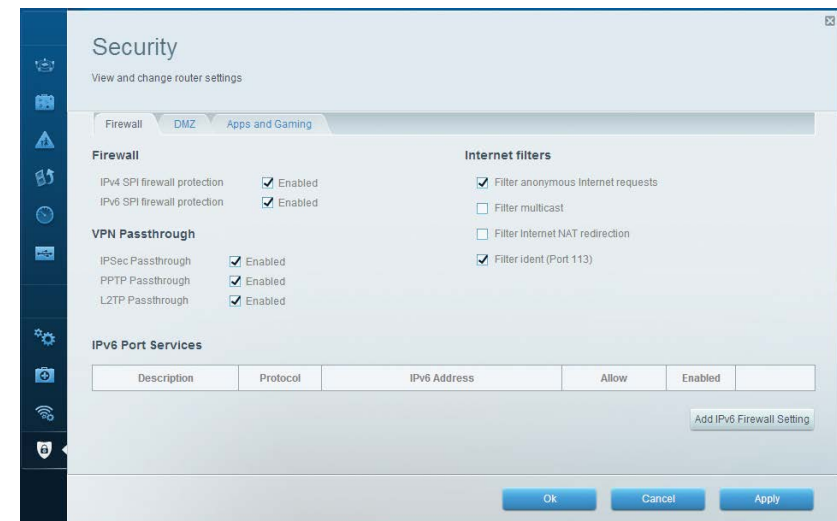 Security
View and change router settings
Firewall DMZ Apps and Gaming
Firewall
IPv4 SPI firewall protection Enabled
IPv6 SPI firewall protection Enabled
VPN Passthrough
IPSec Passthrough Enabled
PPTP Passthrough Enabled
L2TP Passthrough Enabled
Internet filters
Filter anonymous Internet requests
Filter multicast
Filter Internet NAT redirection
Filter ident (Port 113)
IPv6 Port Services
Description Protocol IPv6 Address Allow Enabled
Add IPv6 Firewall Setting
Ok Cancel Apply